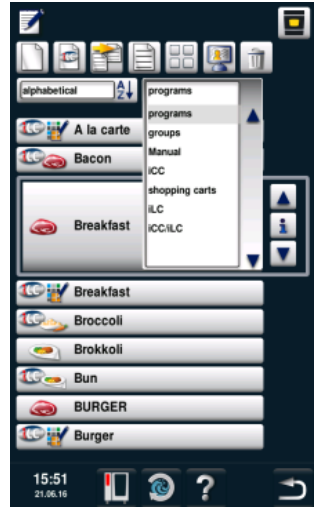 alphabetical
A
Z
programs
programs
groups
Manual
iCC
shopping carts
iLC
iCC/iLC
A la carte
Bacon
Breakfast
i
Breakfast
Broccoli
Brokkoli
Bun
BURGER
Burger
15:51
21.06.16
?